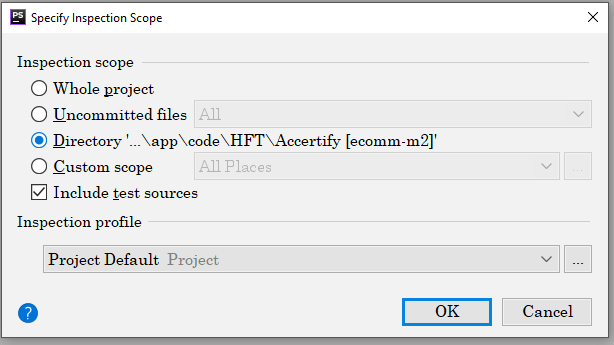 PS Specify Inspection Scope
Inspection scope
Whole project
Uncommitted files All
Directory '...\app\code\HFT\Accertify [ecomm-m2]'
Custom scope All Places ...
Include test sources
Inspection profile
Project Default Project ...
? OK Cancel